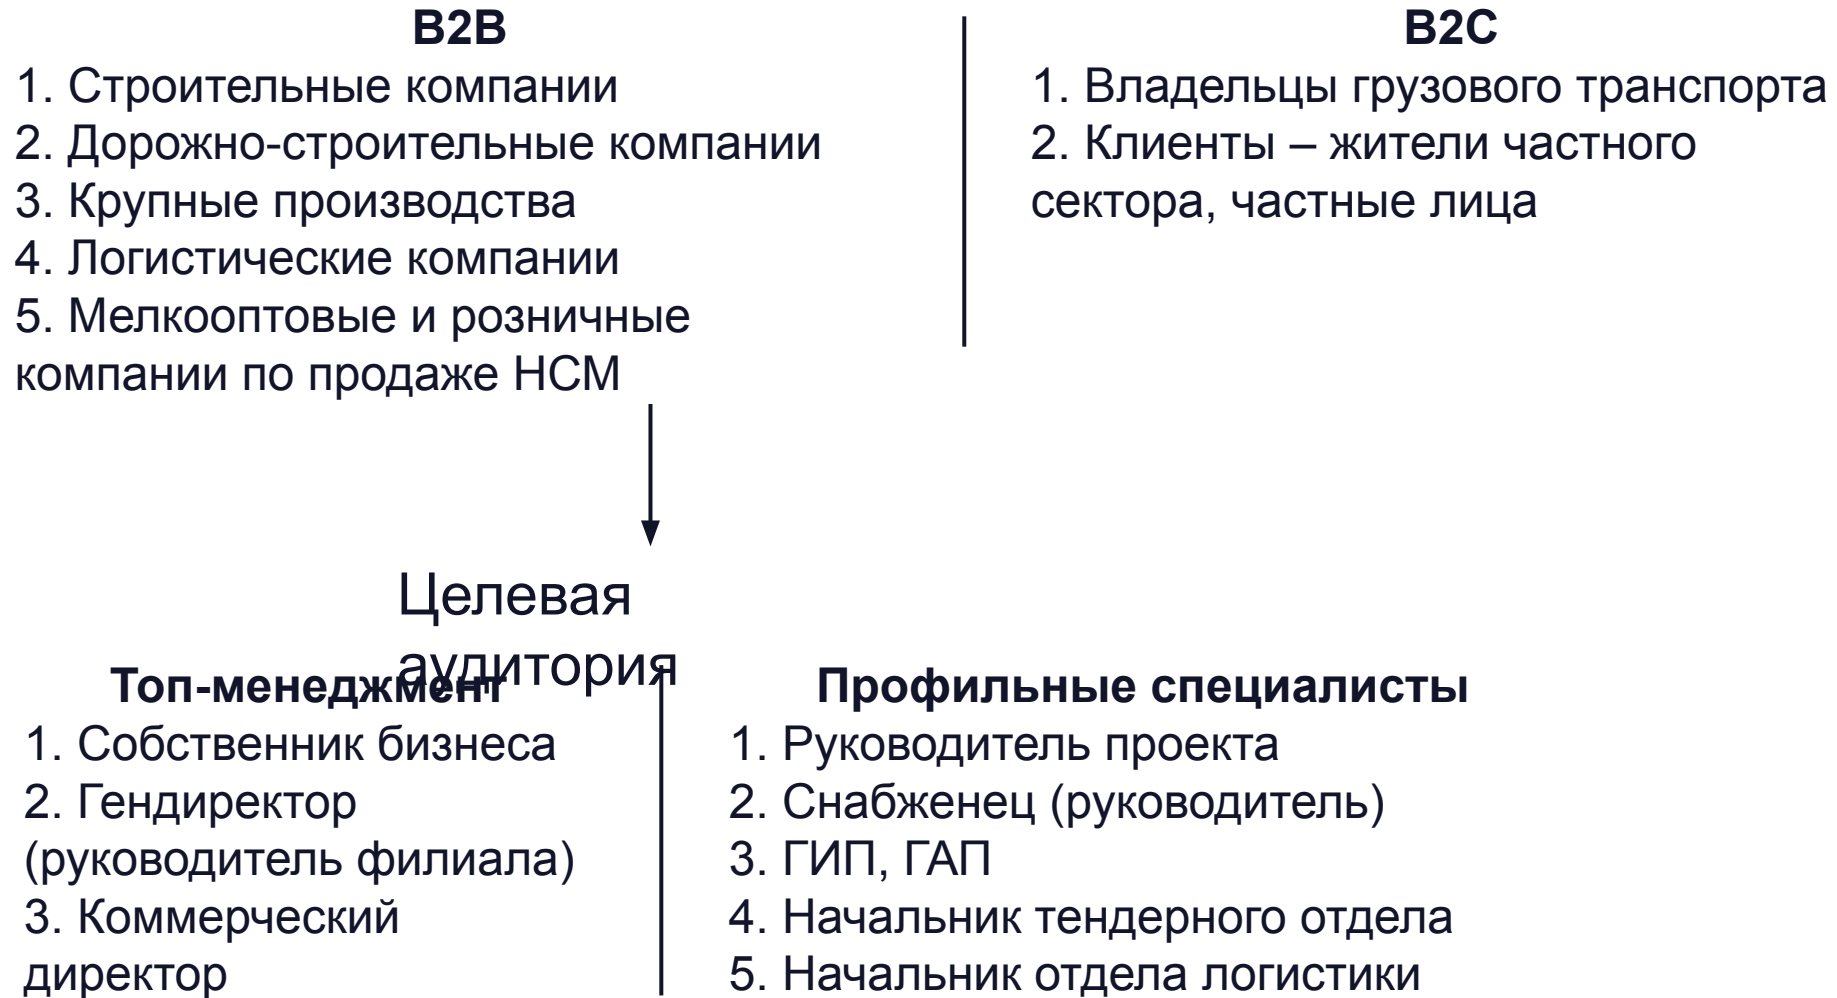 B2B
1. Строительные компании
2. Дорожно-строительные компании
3. Крупные производства
4. Логистические компании
5. Мелкооптовые и розничные
компании по продаже НСМ
B2C
1. Владельцы грузового транспорта
2. Клиенты – жители частного
сектора, частные лица
Целевая
аудитория
Топ-менеджмент
1. Собственник бизнеса
2. Гендиректор
(руководитель филиала)
3. Коммерческий
директор
Профильные специалисты
1. Руководитель проекта
2. Снабженец (руководитель)
3. ГИП, ГАП
4. Начальник тендерного отдела
5. Начальник отдела логистики